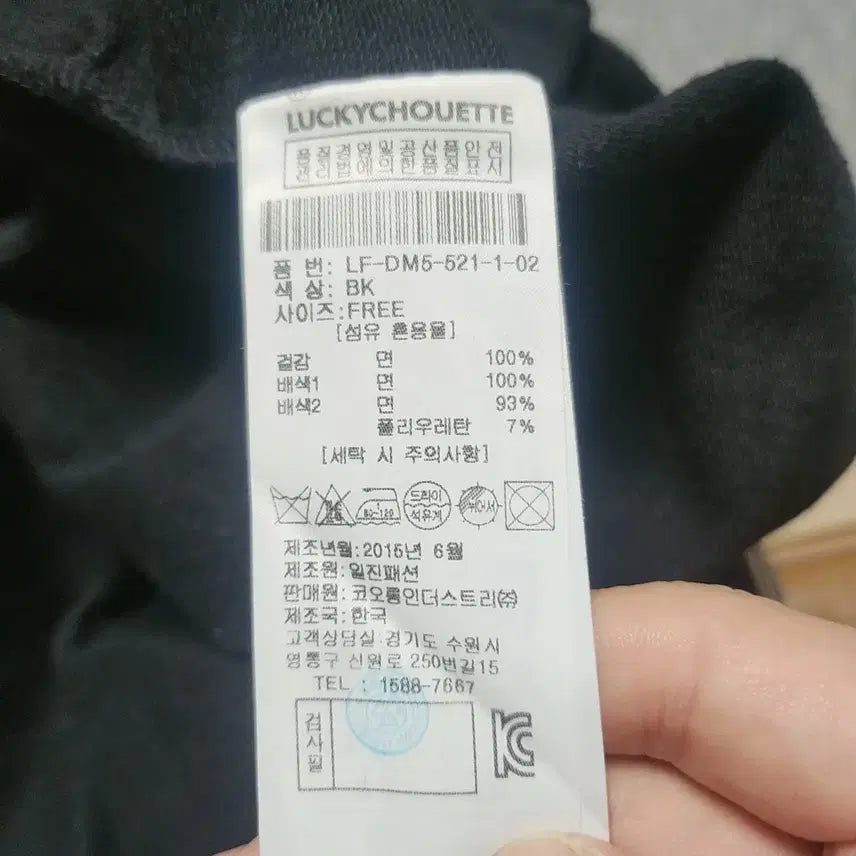 LUCKYCHOUETTE
품질경영및공산품안전
관리법에의한품질표시
품 번: LF-DM5-521-1-02
색 상: BK
사이즈:FREE
[섬유 혼용율]
겉감 면 100%
배색1 면 100%
배색2 면 93%
폴리우레탄 7%
[세탁 시 주의사항]
80-120
드라이
석유계
뉘어서
제조년월:2015년 6월
제조원:일진패션
판매원:코오롱인더스트리㈜
제조국:한국
고객상담실:경기도 수원시
영통구 신원로 250번길15
TEL : 1588-7667
검사필